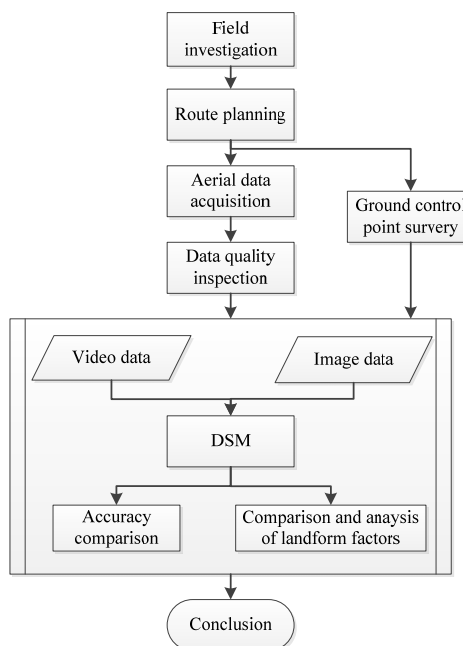 Field
investigation
Route planning
Aerial data
acquisition
Ground control
point survery
Data quality
inspection
Video data
Image data
DSM
Accuracy
comparison
Comparison and anaysis
of landform factors
Conclusion